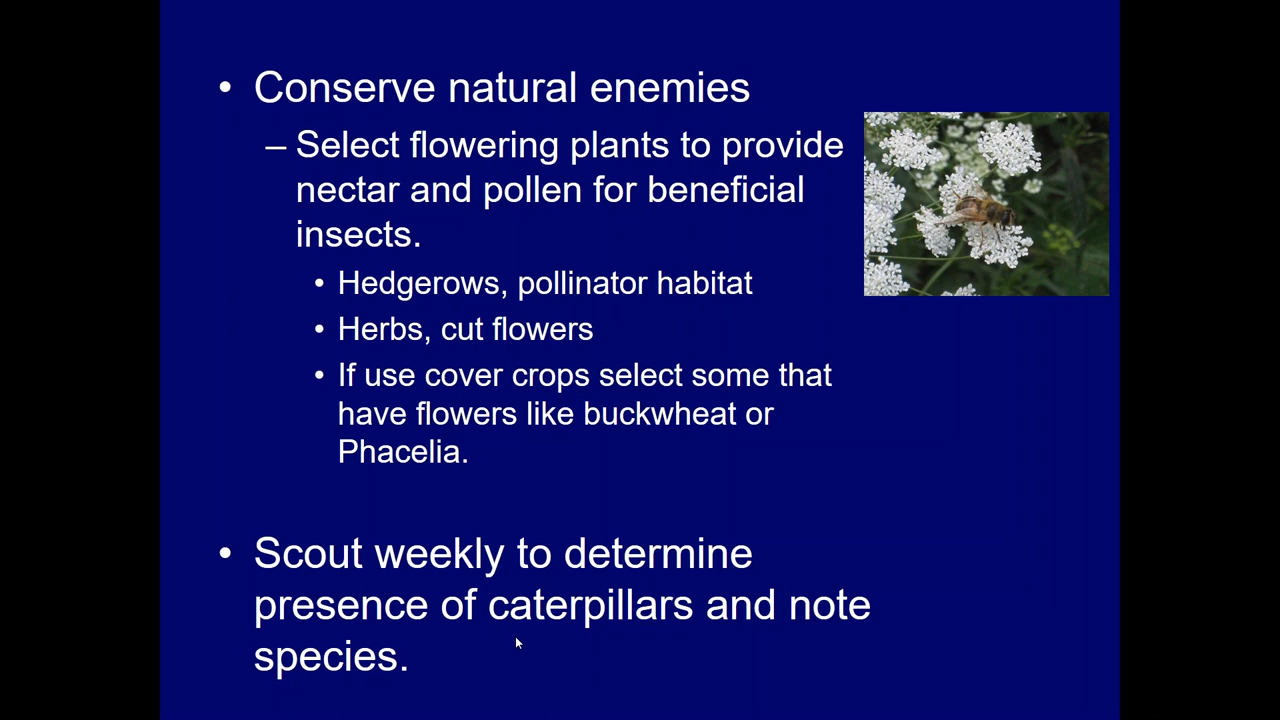 • Conserve natural enemies
– Select flowering plants to provide
nectar and pollen for beneficial
insects.
• Hedgerows, pollinator habitat
• Herbs, cut flowers
• If use cover crops select some that
have flowers like buckwheat or
Phacelia.
• Scout weekly to determine
presence of caterpillars and note
species.